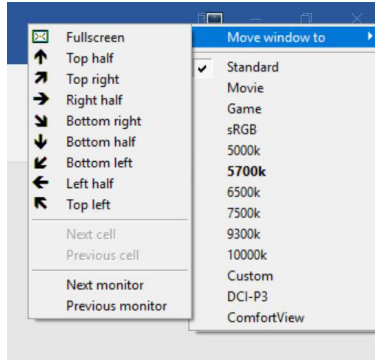 Fullscreen
Top half
Top right
Right half
Bottom right
Bottom half
Bottom left
Left half
Top left
Next cell
Previous cell
Next monitor
Previous monitor
Move window to
Standard
Movie
Game
sRGB
5000k
5700k
6500k
7500k
9300k
10000k
Custom
DCI-P3
ComfortView